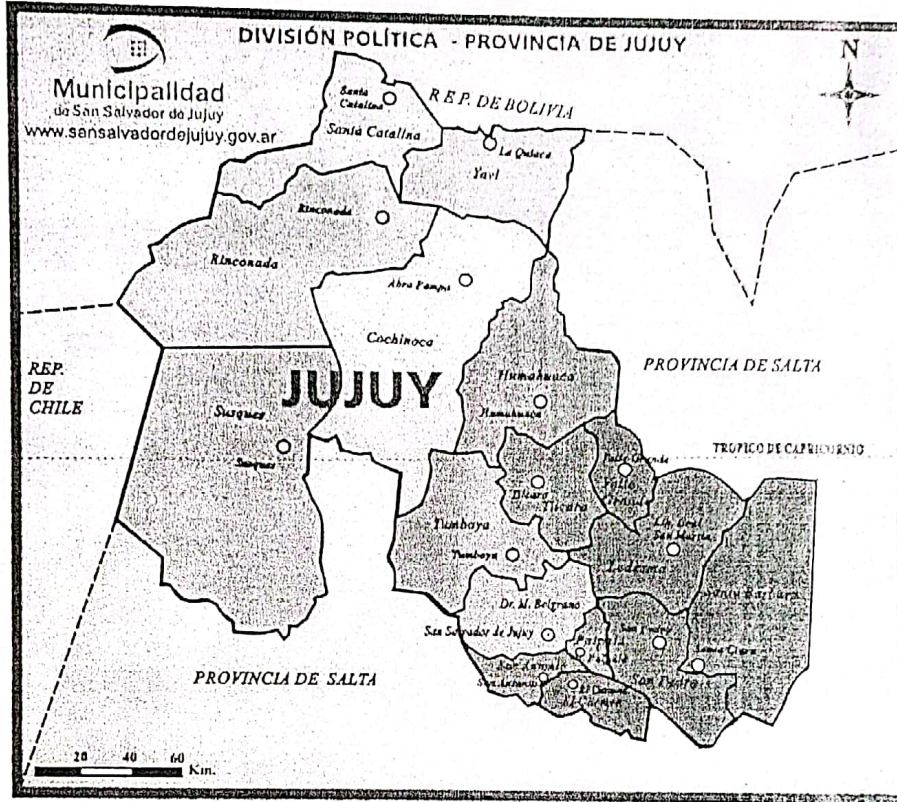 DIVISIÓN POLÍTICA - PROVINCIA DE JUJUY
N
Municipalidad
de San Salvador de Jujuy
www.sansalvadordejujuy.gov.ar
REP. DE BOLIVIA
Santa
Catalina
Santa Catalina
La Quiaca
Yavi
Rinconada
Rinconada
Abra Pampa
Cochinoca
REP.
DE
CHILE
JUJUY
Humahuaca
Humahuaca
PROVINCIA DE SALTA
Susques
Susques
TROPICO DE CAPRICORNIO
Valle Grande
Valle
Grande
Tilcara
Tilcara
Lib. Gral
San Martin
Ledesma
Tumbaya
Tumbaya
Santa Barbara
Dr. M. Belgrano
San Salvador de Jujuy
San Pedro
Palpalá
Palpalá
Santa Clara
San Antonio
San Antonio
San Pedro
El Carmen
El Carmen
PROVINCIA DE SALTA
20 40 60
Km.